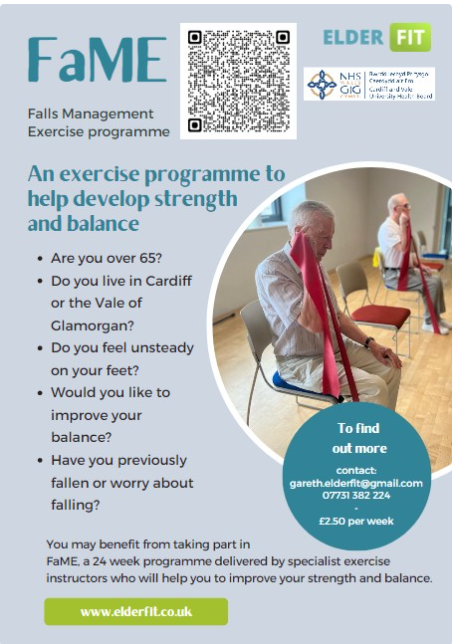 FaME
ELDER FIT
NHS
WALES
GIG
CYMRU
Bwrdd Iechyd Prifysgol
Caerdydd a'r Fro
Cardiff and Vale
University Health Board
Falls Management
Exercise programme
An exercise programme to
help develop strength
and balance
• Are you over 65?
• Do you live in Cardiff
or the Vale of
Glamorgan?
• Do you feel unsteady
on your feet?
• Would you like to
improve your
balance?
• Have you previously
fallen or worry about
falling?
To find
out more
contact:
gareth.elderfit@gmail.com
07731 382 224
-
£2.50 per week
You may benefit from taking part in
FaME, a 24 week programme delivered by specialist exercise
instructors who will help you to improve your strength and balance.
www.elderfit.co.uk